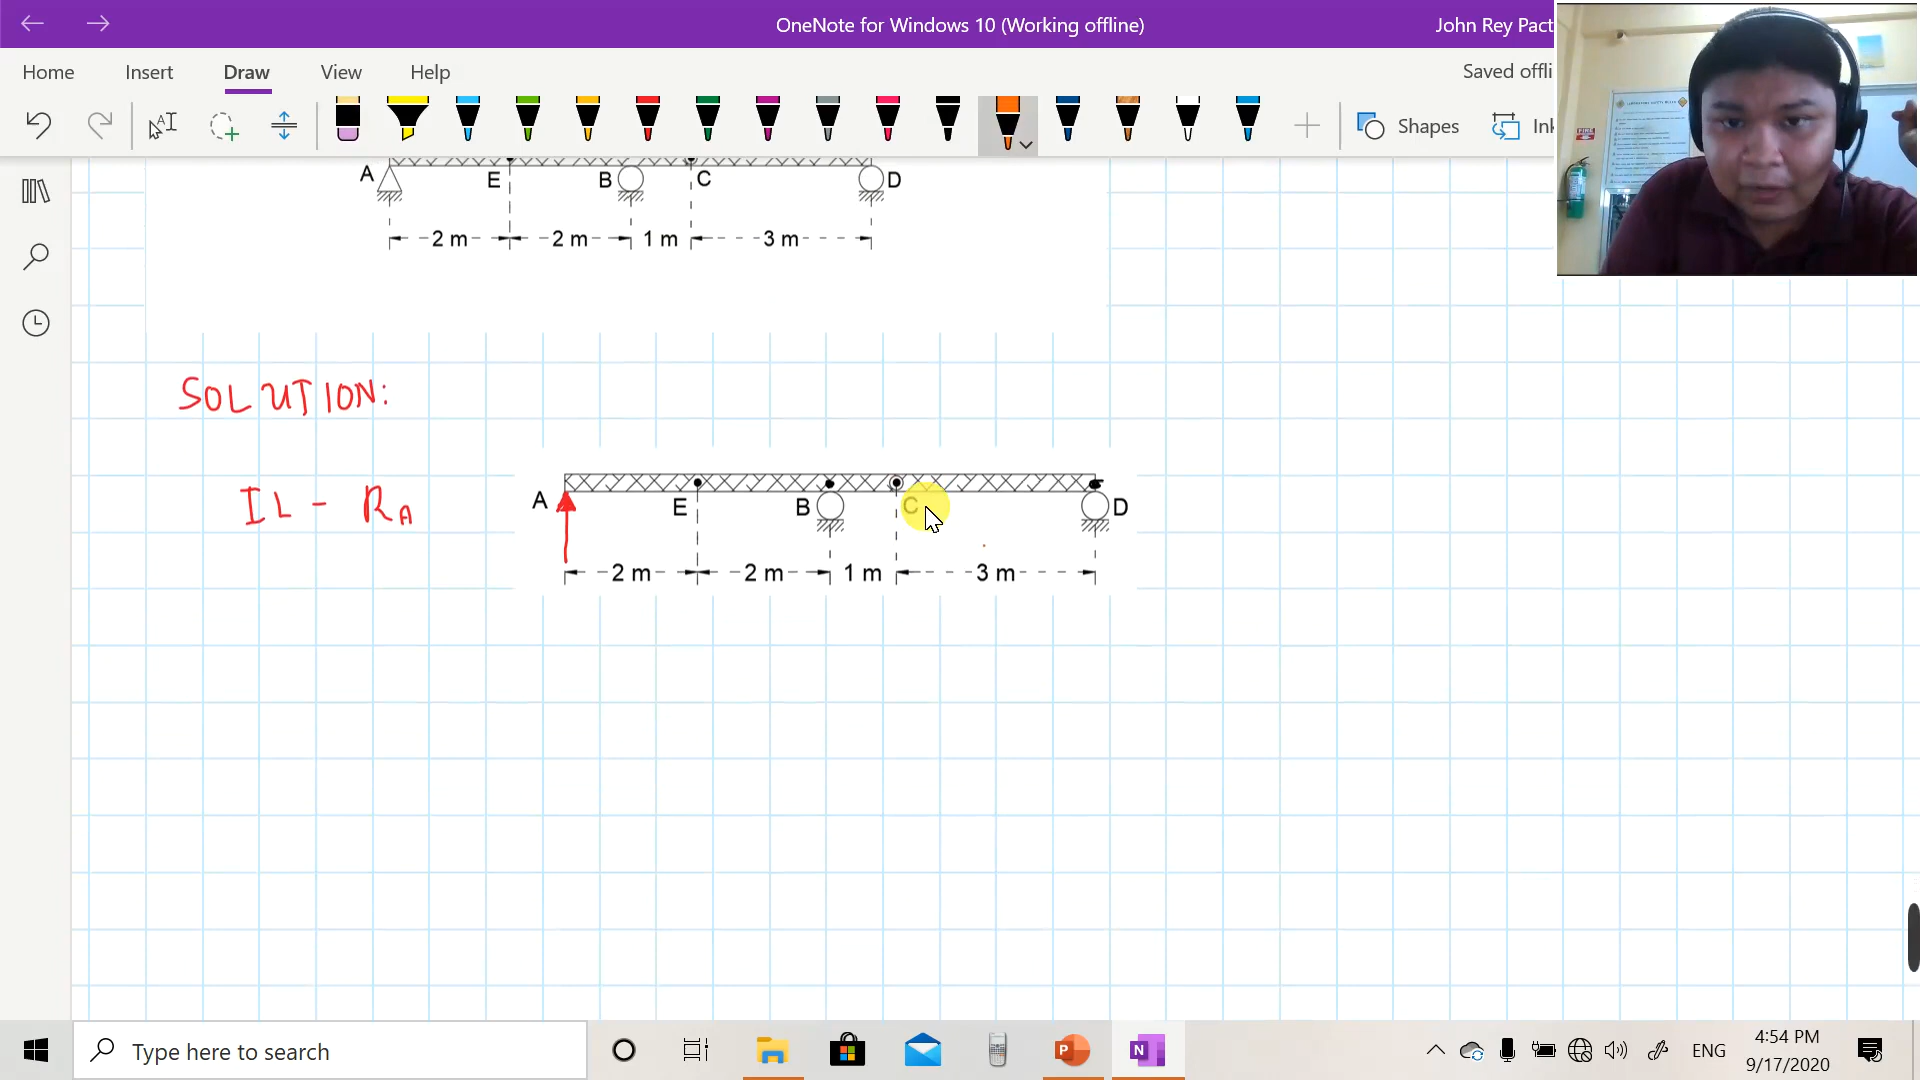 OneNote for Windows 10 (Working offline)
John Rey Pact
Home Insert Draw View Help
Saved offli
Shapes
Ink
A E B C D
2 m 2 m 1 m 3 m
SOLUTION:
IL - RA
A E B C D
2 m 2 m 1 m 3 m
Type here to search
ENG
4:54 PM
9/17/2020